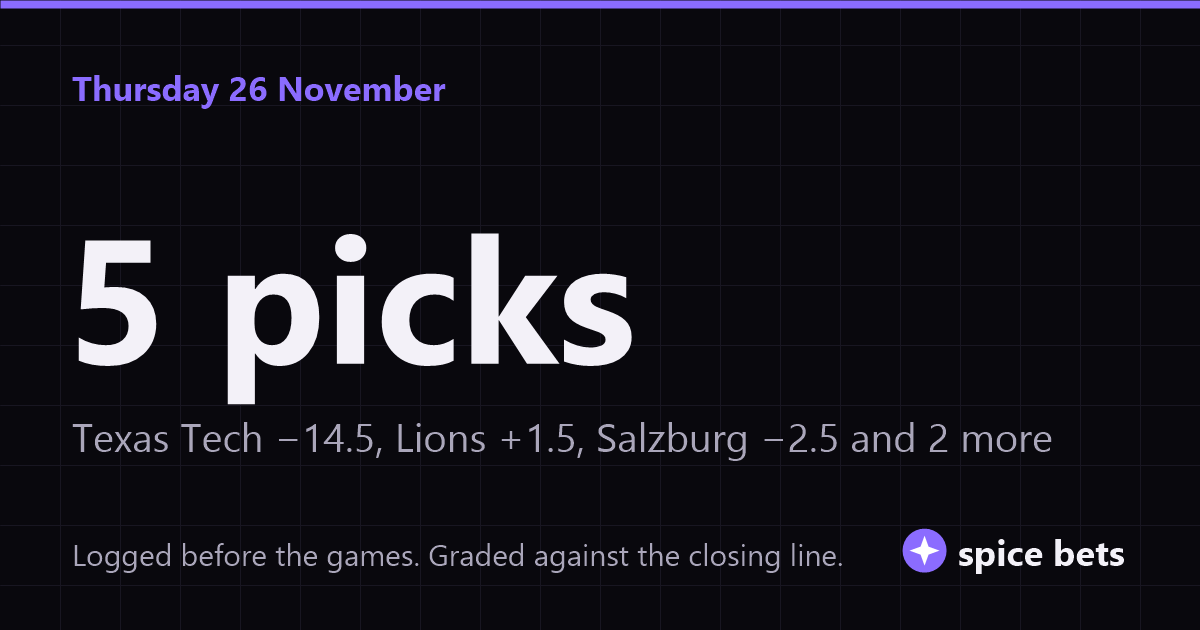 Thursday 26 November
5 picks
Texas Tech −14.5, Lions +1.5, Salzburg −2.5 and 2 more
Logged before the games. Graded against the closing line.
spice bets